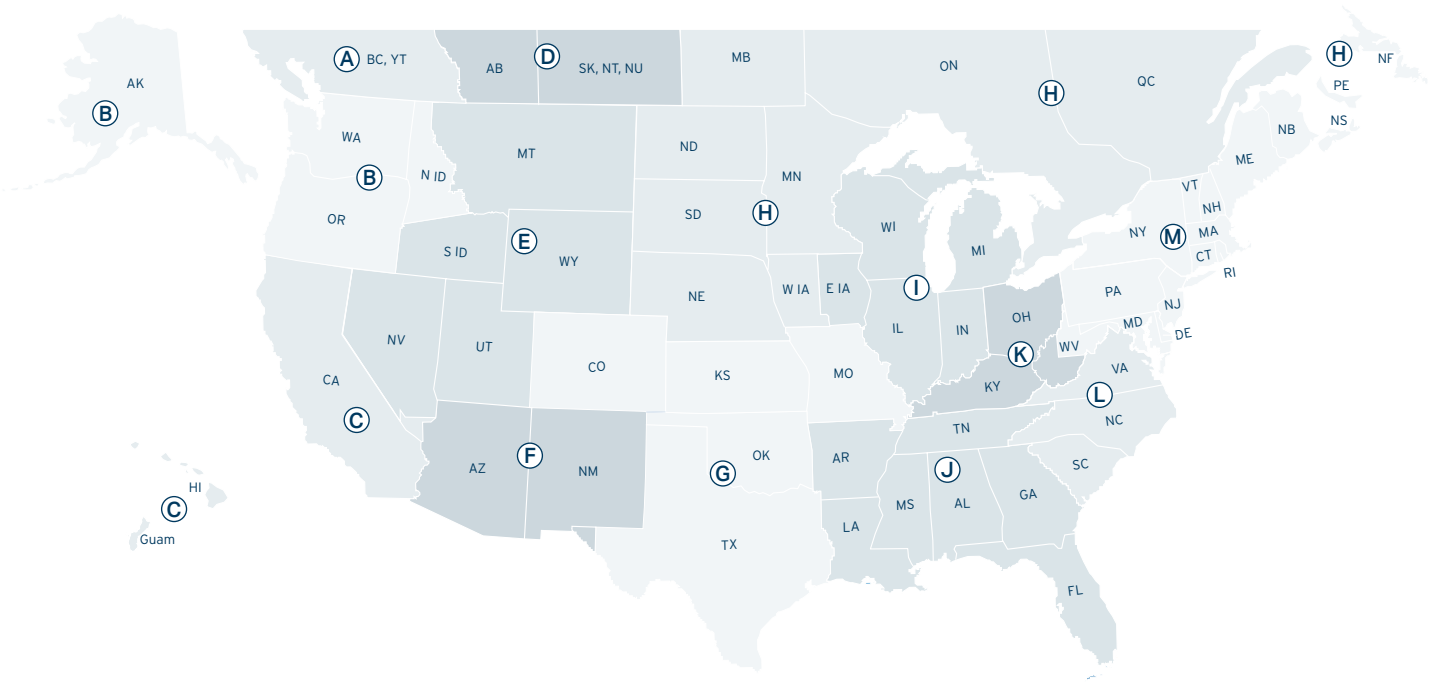 A BC, YT
AB
D
SK, NT, NU
MB
ON
H
QC
H
NF
PE
NS
NB
AK
B
WA
B
N ID
MT
ND
MN
ME
VT
NH
OR
S ID
E
WY
SD
H
WI
MI
NY
M
MA
CT
RI
NE
W IA
E IA
I
IL
IN
OH
PA
NJ
MD
DE
NV
UT
CO
KS
MO
K
WV
KY
VA
L
CA
C
AZ
F
NM
G
OK
AR
TN
NC
J
SC
MS
AL
GA
HI
C
Guam
TX
LA
FL